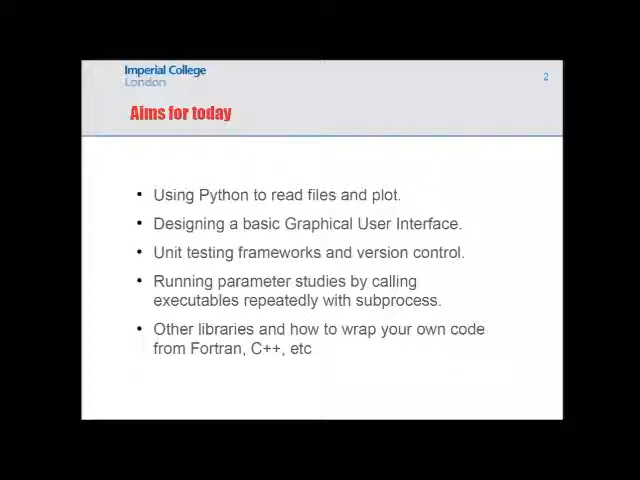 Imperial College
London
2
Aims for today
• Using Python to read files and plot.
• Designing a basic Graphical User Interface.
• Unit testing frameworks and version control.
• Running parameter studies by calling
executables repeatedly with subprocess.
• Other libraries and how to wrap your own code
from Fortran, C++, etc